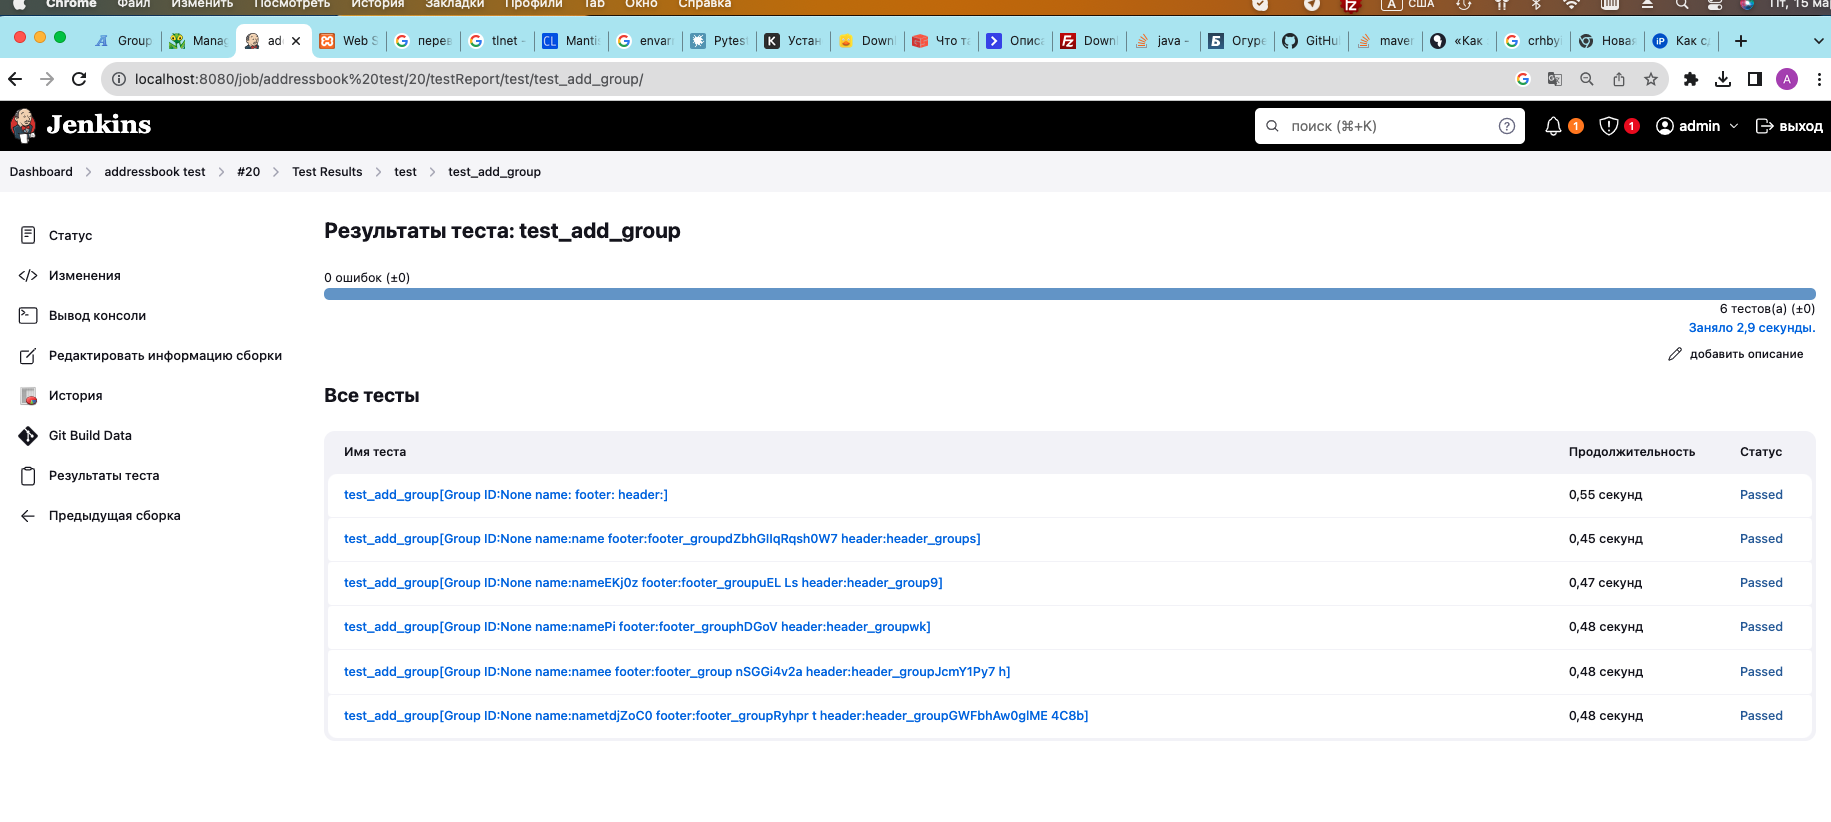 Chrome Файл Изменить Посмотреть История Закладки Профили Tab Окно Справка A США Пт, 15 мар
Group Manag ad Web S перев tlnet - Manti envar Pytest Устан Downl Что та Описа Downl java - Огуре GitHu maver «Как crhbyl Новая Как сд
localhost:8080/job/addressbook%20test/20/testReport/test/test_add_group/
Jenkins
поиск (⌘+K)
1
1
admin
выход
Dashboard addressbook test #20 Test Results test test_add_group
Статус
Изменения
Вывод консоли
Редактировать информацию сборки
История
Git Build Data
Результаты теста
Предыдущая сборка
Результаты теста: test_add_group
0 ошибок (±0)
6 тестов(а) (±0)
Заняло 2,9 секунды.
добавить описание
Все тесты
Имя теста Продолжительность Статус
test_add_group[Group ID:None name: footer: header:] 0,55 секунд Passed
test_add_group[Group ID:None name:name footer:footer_groupdZbhGlIqRqsh0W7 header:header_groups] 0,45 секунд Passed
test_add_group[Group ID:None name:nameEKj0z footer:footer_groupuEL Ls header:header_group9] 0,47 секунд Passed
test_add_group[Group ID:None name:namePi footer:footer_grouphDGoV header:header_groupwk] 0,48 секунд Passed
test_add_group[Group ID:None name:namee footer:footer_group nSGGi4v2a header:header_groupJcmY1Py7 h] 0,48 секунд Passed
test_add_group[Group ID:None name:nametdjZoC0 footer:footer_groupRyhpr t header:header_groupGWFbhAw0glME 4C8b] 0,48 секунд Passed